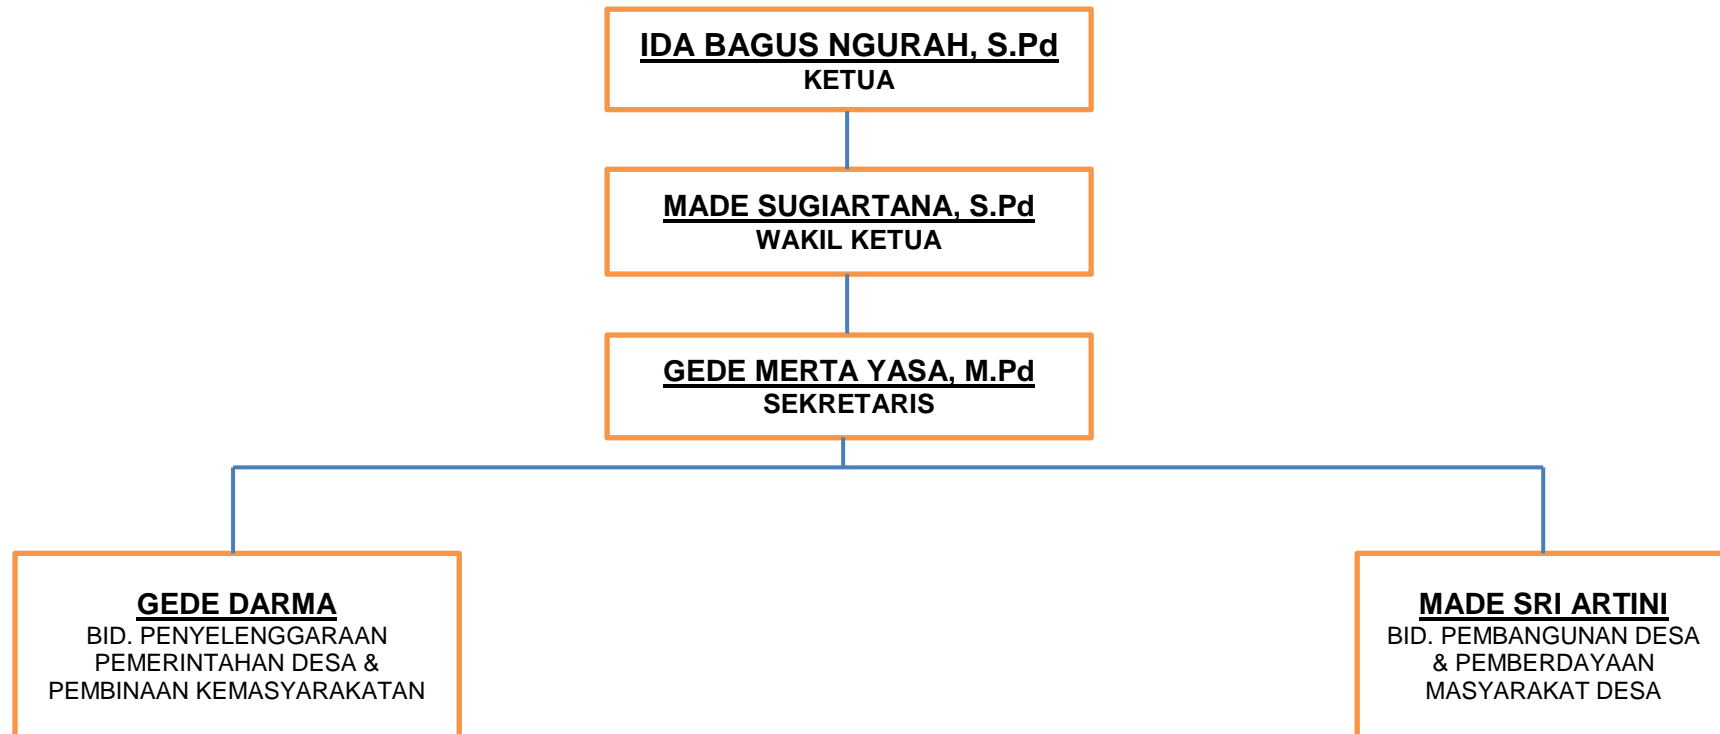 IDA BAGUS NGURAH, S.Pd
KETUA
MADE SUGIARTANA, S.Pd
WAKIL KETUA
GEDE MERTA YASA, M.Pd
SEKRETARIS
GEDE DARMA
BID. PENYELENGGARAAN
PEMERINTAHAN DESA &
PEMBINAAN KEMASYARAKATAN
MADE SRI ARTINI
BID. PEMBANGUNAN DESA
& PEMBERDAYAAN
MASYARAKAT DESA